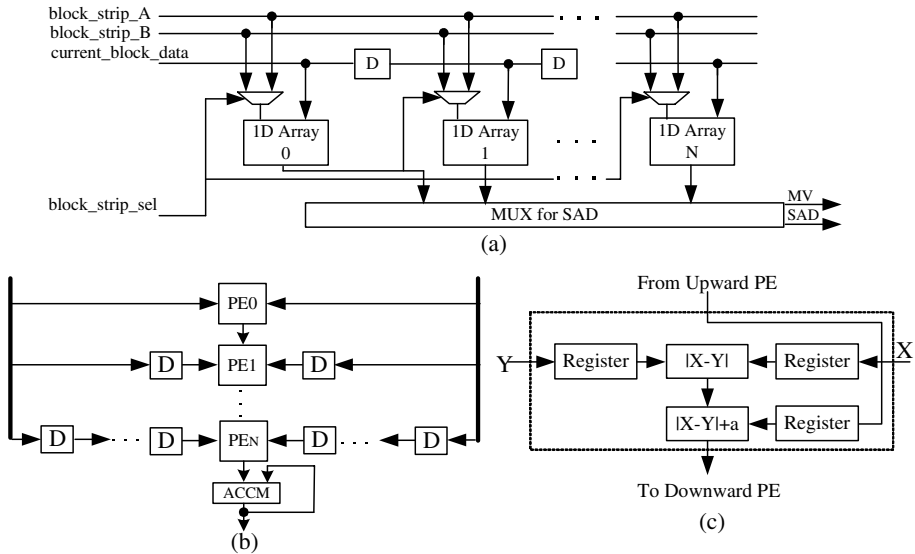 block_strip_A
block_strip_B
current_block_data
D
D
1D Array
0
1D Array
1
1D Array
N
block_strip_sel
MUX for SAD
MV
SAD
(a)
PE0
D
PE1
D
D
D
PEN
D
D
ACCM
(b)
From Upward PE
Y
Register
|X-Y|
Register
X
|X-Y|+a
Register
To Downward PE
(c)